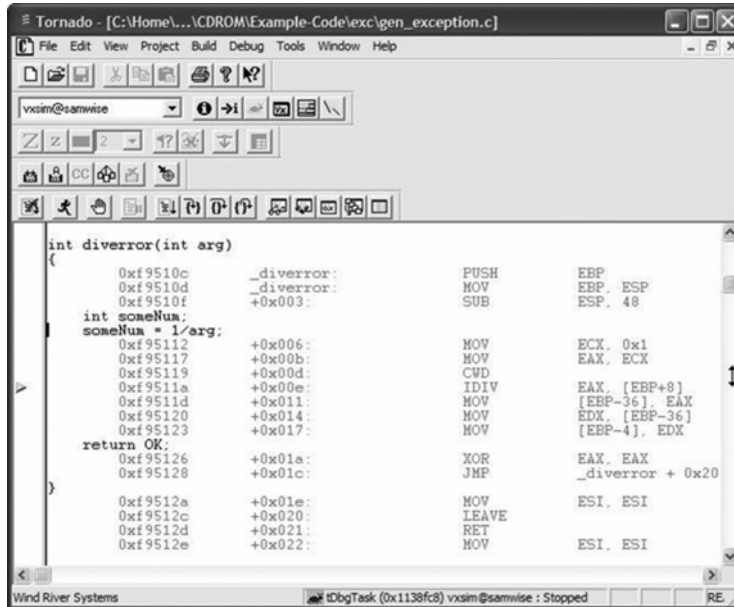 Tornado - [C:\Home\...\CDROM\Example-Code\exc\gen_exception.c]
File Edit View Project Build Debug Tools Window Help
vxsim@samwise
Z z 2 1?
CC
int diverror(int arg)
{
0xf9510c _diverror: PUSH EBP
0xf9510d _diverror: MOV EBP, ESP
0xf9510f +0x003: SUB ESP, 48
int someNum;
someNum = 1/arg;
0xf95112 +0x006: MOV ECX, 0x1
0xf95117 +0x00b: MOV EAX, ECX
0xf95119 +0x00d: CWD
0xf9511a +0x00e: IDIV EAX, [EBP+8]
0xf9511d +0x011: MOV [EBP-36], EAX
0xf95120 +0x014: MOV EDX, [EBP-36]
0xf95123 +0x017: MOV [EBP-4], EDX
return OK;
0xf95126 +0x01a: XOR EAX, EAX
0xf95128 +0x01c: JMP _diverror + 0x20
}
0xf9512a +0x01e: MOV ESI, ESI
0xf9512c +0x020: LEAVE
0xf9512d +0x021: RET
0xf9512e +0x022: MOV ESI, ESI
Wind River Systems tDbgTask (0x1138fc8) vxsim@samwise : Stopped RE